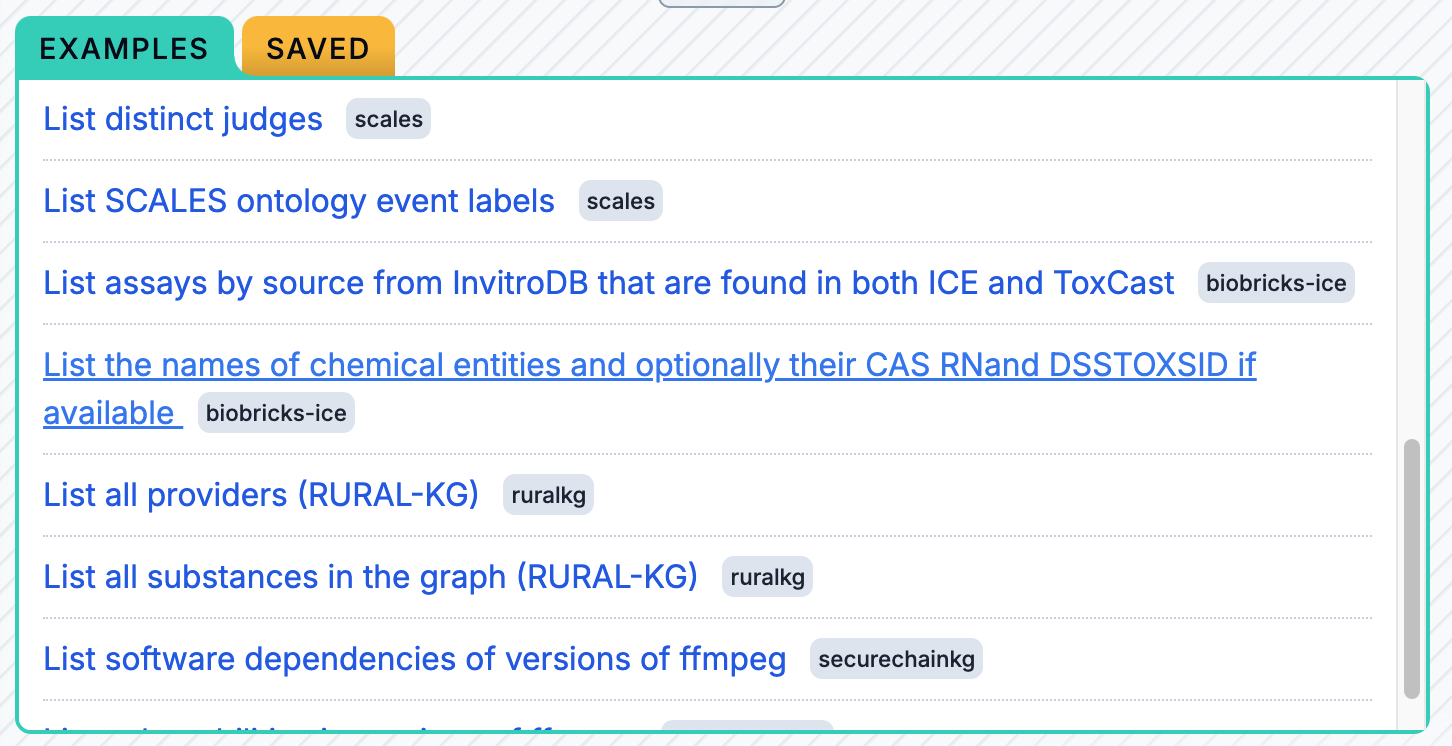 EXAMPLES SAVED
List distinct judges scales
List SCALES ontology event labels scales
List assays by source from InvitroDB that are found in both ICE and ToxCast biobricks-ice
List the names of chemical entities and optionally their CAS RNand DSSTOXSID if
available biobricks-ice
List all providers (RURAL-KG) ruralkg
List all substances in the graph (RURAL-KG) ruralkg
List software dependencies of versions of ffmpeg securechainkg